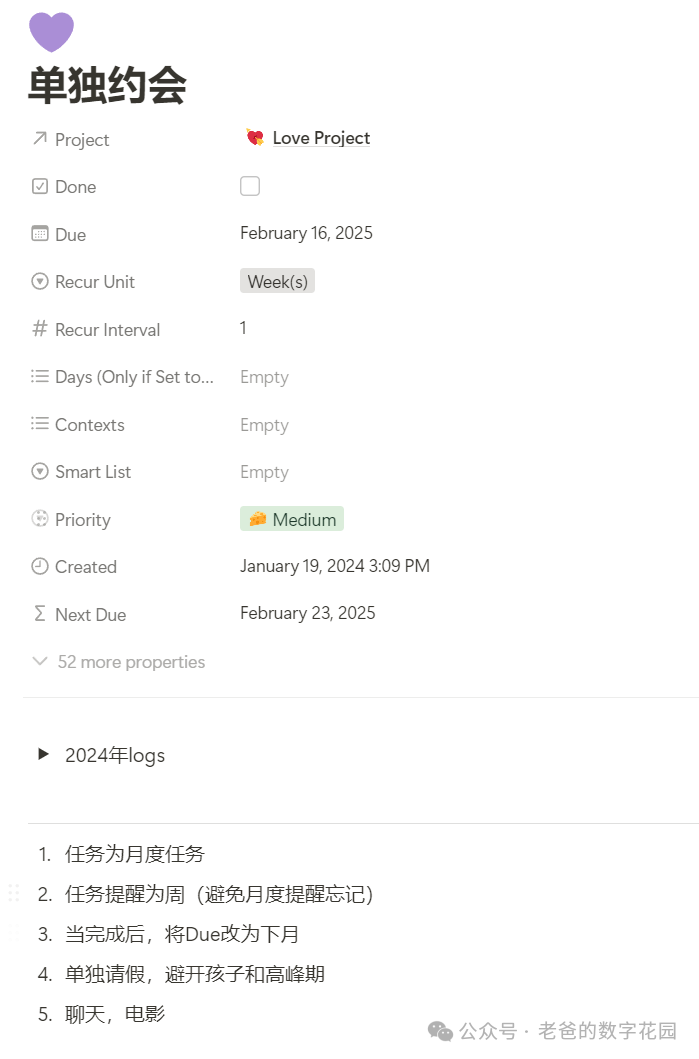 单独约会
Project Love Project
Done
Due February 16, 2025
Recur Unit Week(s)
Recur Interval 1
Days (Only if Set to... Empty
Contexts Empty
Smart List Empty
Priority Medium
Created January 19, 2024 3:09 PM
Next Due February 23, 2025
52 more properties
2024年logs
1. 任务为月度任务
2. 任务提醒为周（避免月度提醒忘记）
3. 当完成后，将Due改为下月
4. 单独请假，避开孩子和高峰期
5. 聊天，电影
公众号 · 老爸的数字花园